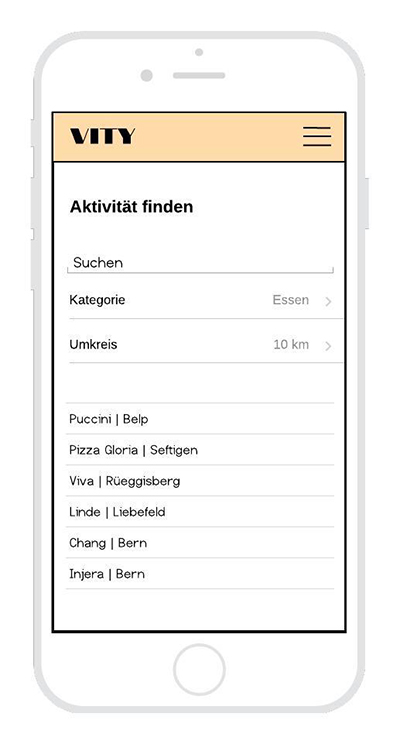 VITY
Aktivität finden
Suchen
Kategorie Essen
Umkreis 10 km
Puccini | Belp
Pizza Gloria | Seftigen
Viva | Rüeggisberg
Linde | Liebefeld
Chang | Bern
Injera | Bern